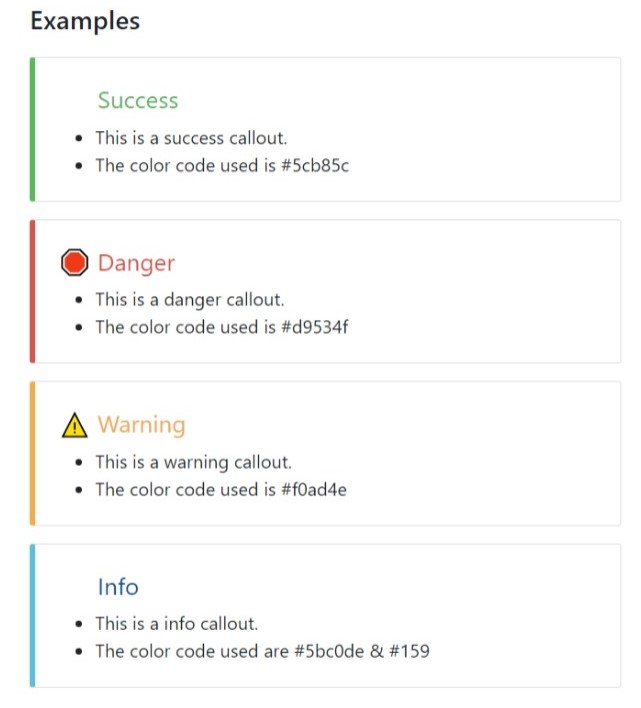 Examples
Success
This is a success callout.
The color code used is #5cb85c
Danger
This is a danger callout.
The color code used is #d9534f
Warning
This is a warning callout.
The color code used is #f0ad4e
Info
This is a info callout.
The color code used are #5bc0de & #159